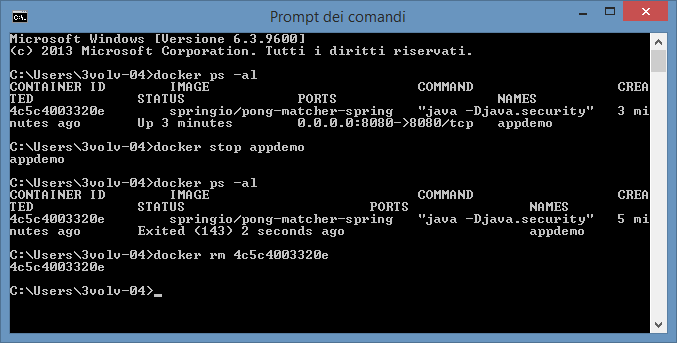 Prompt dei comandi
Microsoft Windows [Versione 6.3.9600]
(c) 2013 Microsoft Corporation. Tutti i diritti riservati.
C:\Users\3volv-04>docker ps -al
CONTAINER ID        IMAGE                          COMMAND                  CREA
TED             STATUS              PORTS                    NAMES
4c5c4003320e        springio/pong-matcher-spring   "java -Djava.security"   3 mi
nutes ago       Up 3 minutes        0.0.0.0:8080->8080/tcp   appdemo
C:\Users\3volv-04>docker stop appdemo
appdemo
C:\Users\3volv-04>docker ps -al
CONTAINER ID        IMAGE                          COMMAND                  CREA
TED             STATUS                       PORTS               NAMES
4c5c4003320e        springio/pong-matcher-spring   "java -Djava.security"   5 mi
nutes ago       Exited (143) 2 seconds ago                       appdemo
C:\Users\3volv-04>docker rm 4c5c4003320e
4c5c4003320e
C:\Users\3volv-04>_